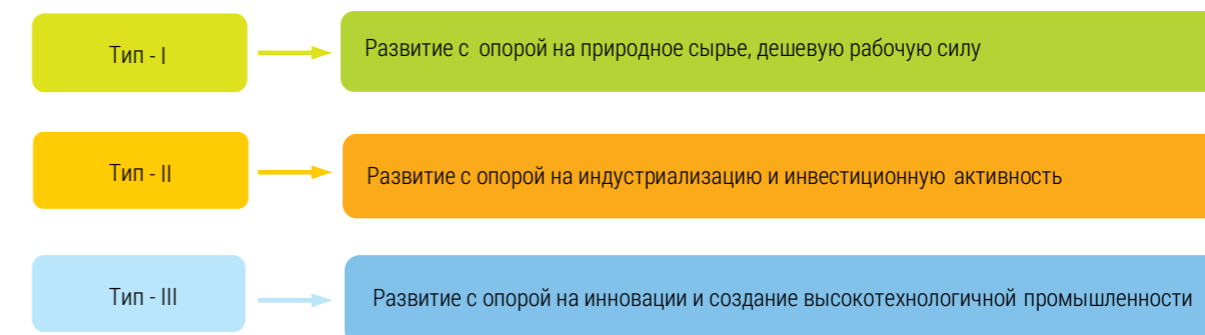 Тип - I
Развитие с опорой на природное сырье, дешевую рабочую силу
Тип - II
Развитие с опорой на индустриализацию и инвестиционную активность
Тип - III
Развитие с опорой на инновации и создание высокотехнологичной промышленности